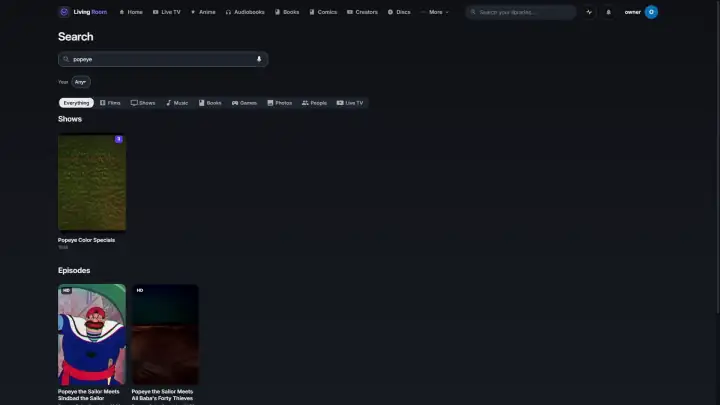 Living Room
Home
Live TV
Anime
Audiobooks
Books
Comics
Creators
Discs
More
Search your libraries...
owner
O
Search
popeye
Year
Any
Everything
Films
Shows
Music
Books
Games
Photos
People
Live TV
Shows
Popeye Color Specials
Episodes
HD
HD
Popeye the Sailor Meets
Sindbad the Sailor
Popeye the Sailor Meets
Ali Baba's Forty Thieves